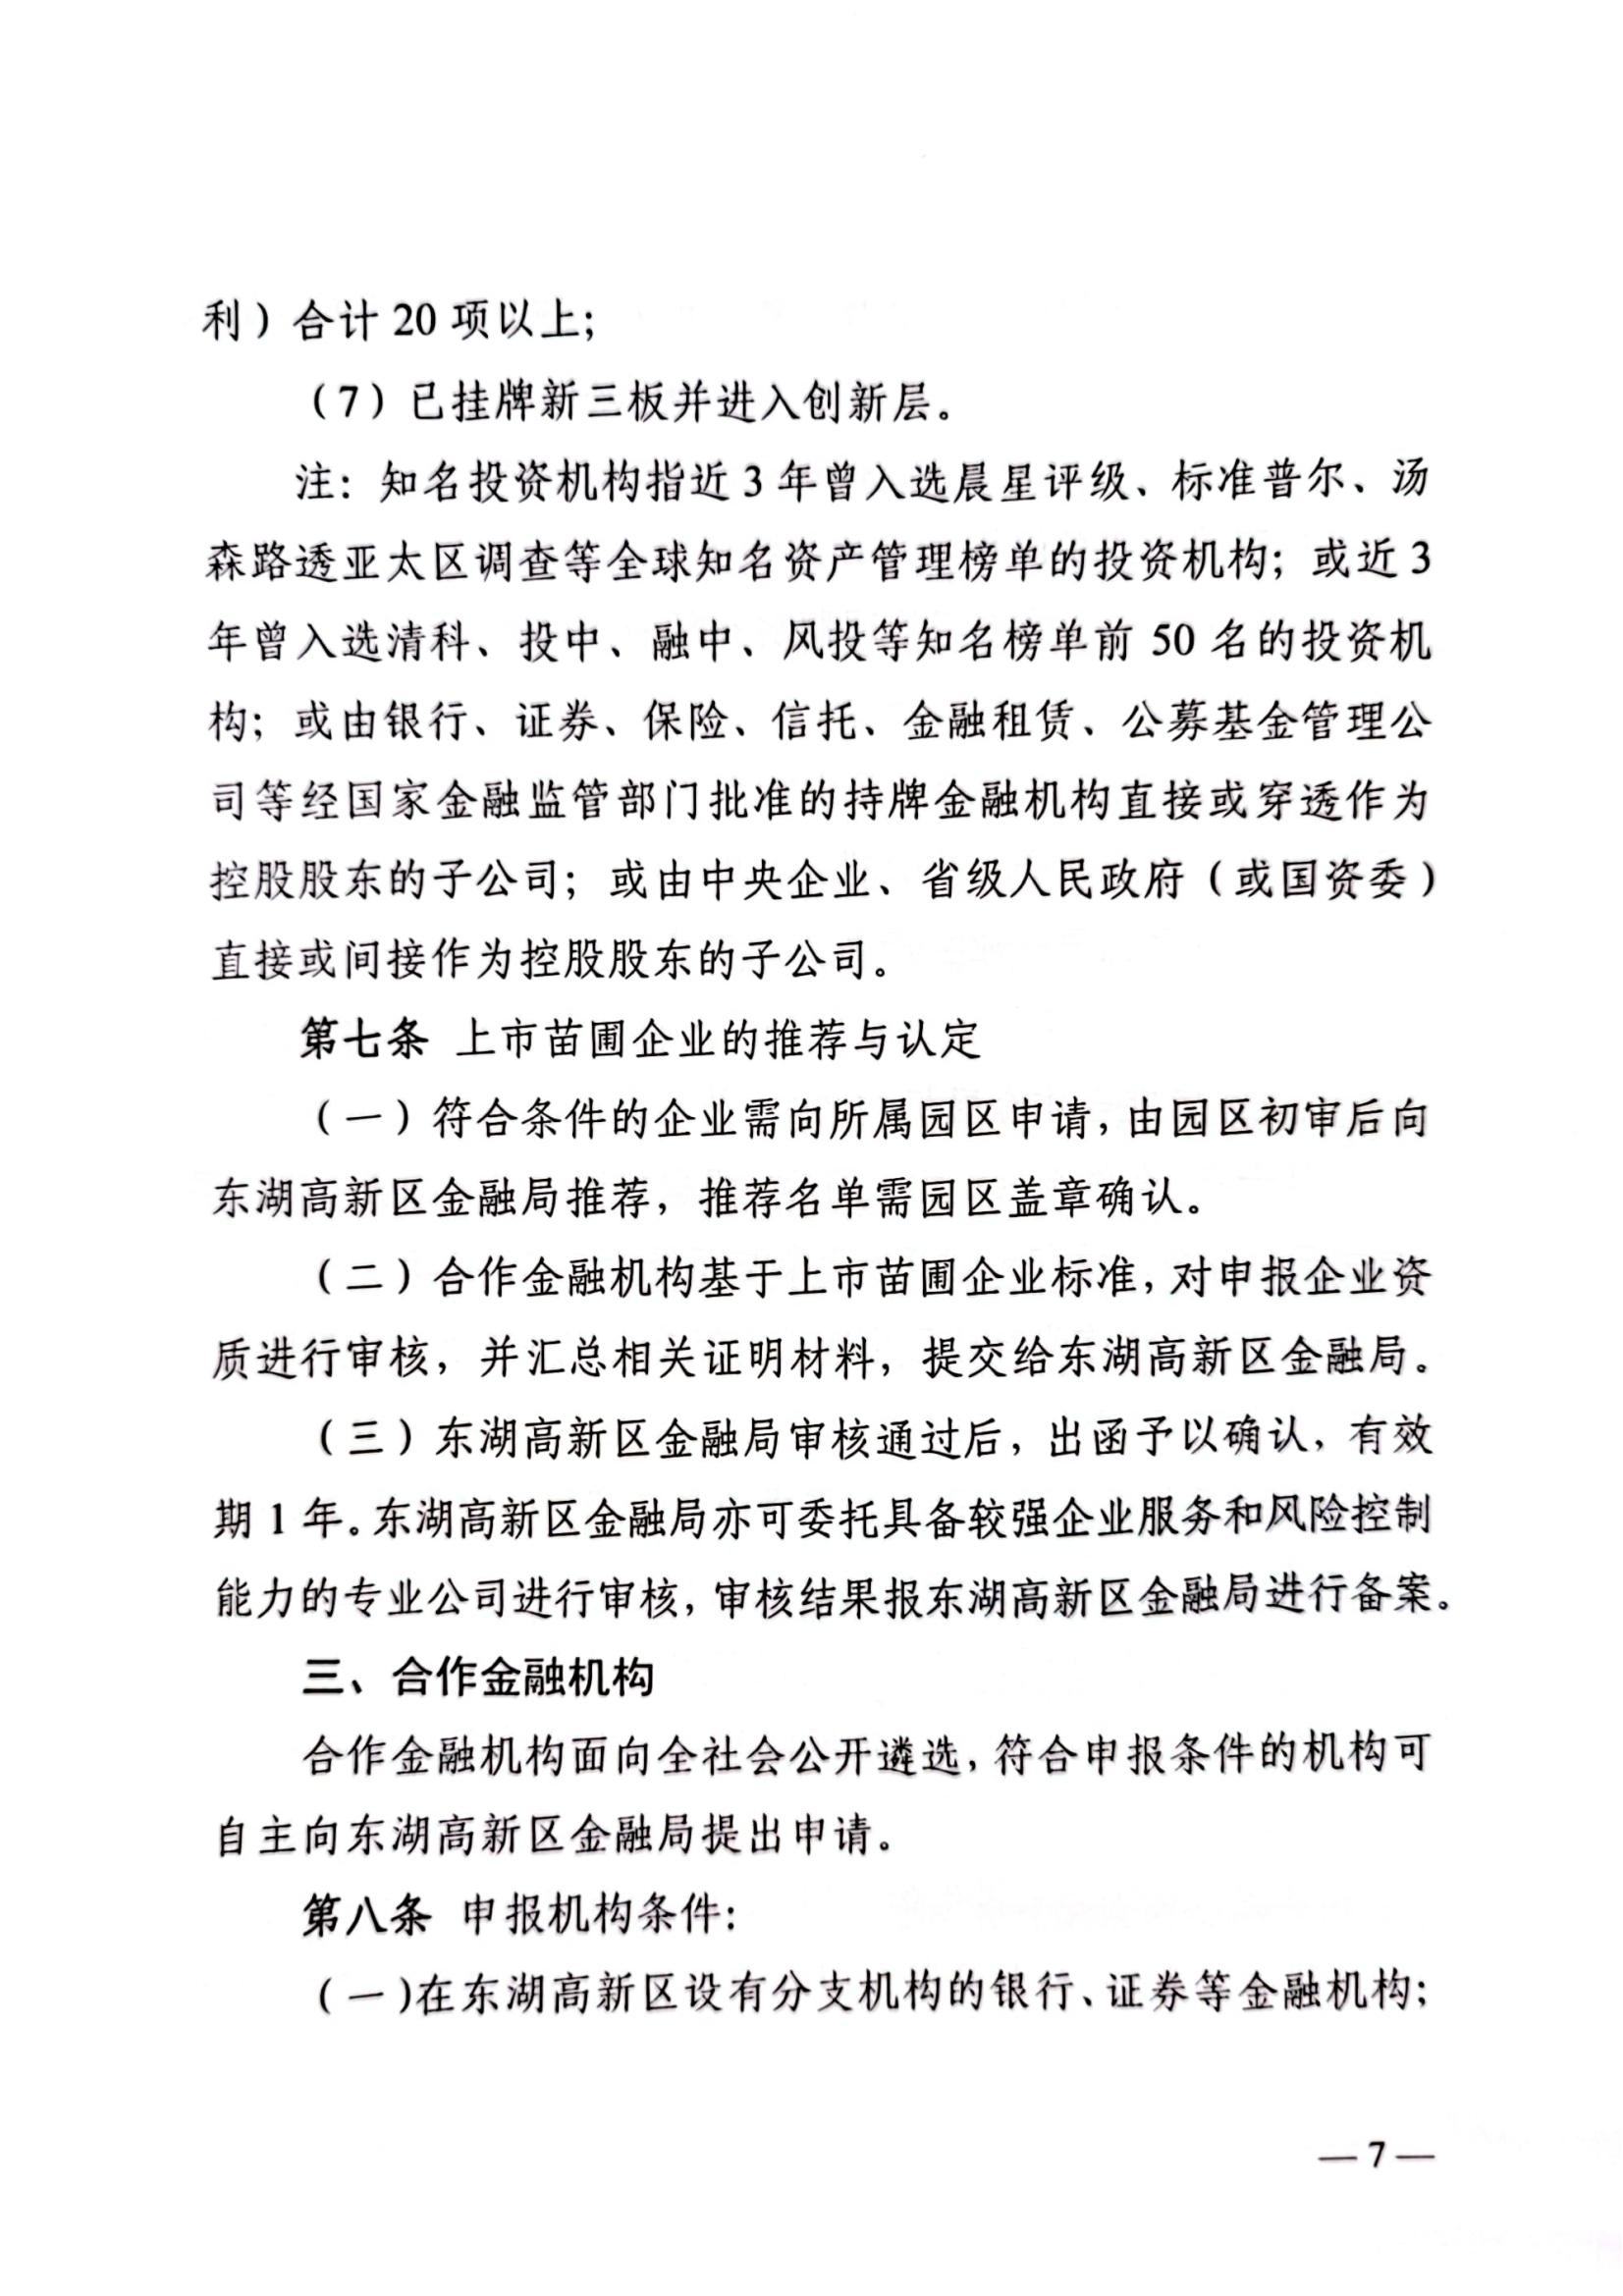 利）合计 20 项以上；
（7）已挂牌新三板并进入创新层。
注：知名投资机构指近 3 年曾入选晨星评级、标准普尔、汤
森路透亚太区调查等全球知名资产管理榜单的投资机构；或近 3
年曾入选清科、投中、融中、风投等知名榜单前 50 名的投资机
构；或由银行、证券、保险、信托、金融租赁、公募基金管理公
司等经国家金融监管部门批准的持牌金融机构直接或穿透作为
控股股东的子公司；或由中央企业、省级人民政府（或国资委）
直接或间接作为控股股东的子公司。
第七条 上市苗圃企业的推荐与认定
（一）符合条件的企业需向所属园区申请，由园区初审后向
东湖高新区金融局推荐，推荐名单需园区盖章确认。
（二）合作金融机构基于上市苗圃企业标准，对申报企业资
质进行审核，并汇总相关证明材料，提交给东湖高新区金融局。
（三）东湖高新区金融局审核通过后，出函予以确认，有效
期 1 年。东湖高新区金融局亦可委托具备较强企业服务和风险控制
能力的专业公司进行审核，审核结果报东湖高新区金融局进行备案。
三、合作金融机构
合作金融机构面向全社会公开遴选，符合申报条件的机构可
自主向东湖高新区金融局提出申请。
第八条 申报机构条件：
（一）在东湖高新区设有分支机构的银行、证券等金融机构；
— 7 —